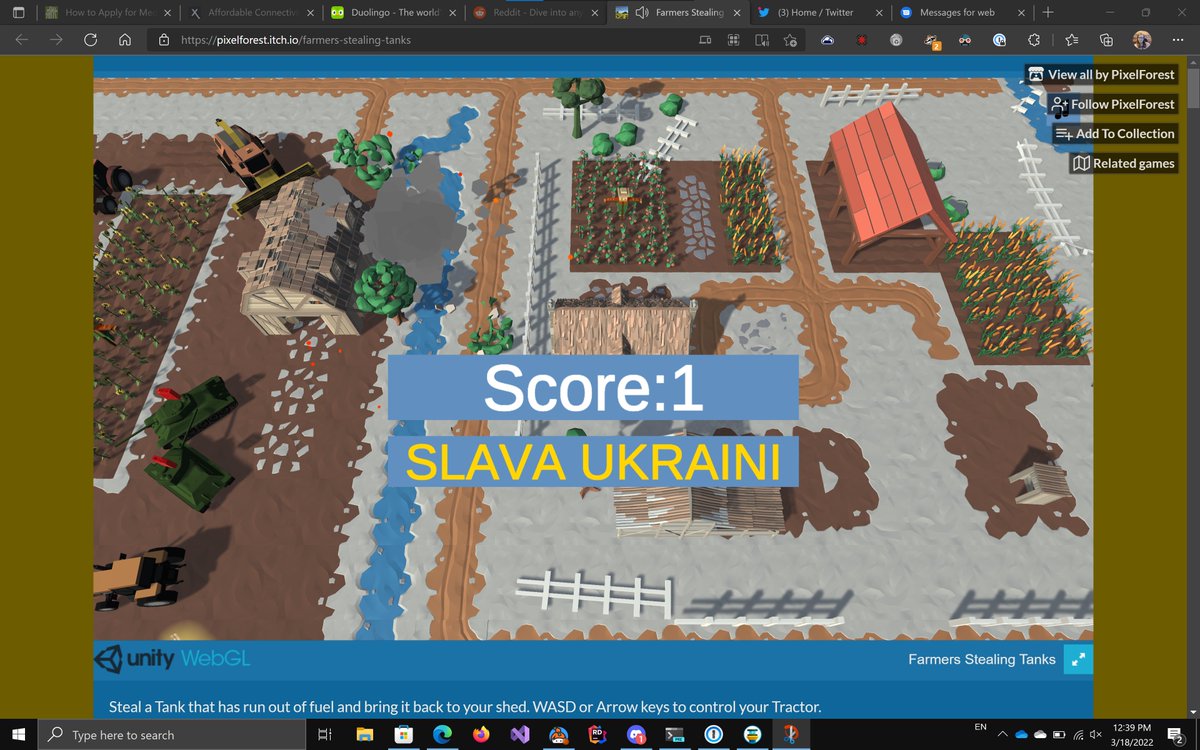 How to Apply for Med
Affordable Connective
Duolingo - The world'
Reddit - Dive into any
Farmers Stealing
(3) Home / Twitter
Messages for web
https://pixelforest.itch.io/farmers-stealing-tanks
2
View all by PixelForest
Follow PixelForest
Add To Collection
Related games
Score:1
SLAVA UKRAINI
unity WebGL
Farmers Stealing Tanks
Steal a Tank that has run out of fuel and bring it back to your shed. WASD or Arrow keys to control your Tractor.
Type here to search
EN
12:39 PM
3/18/2022
2